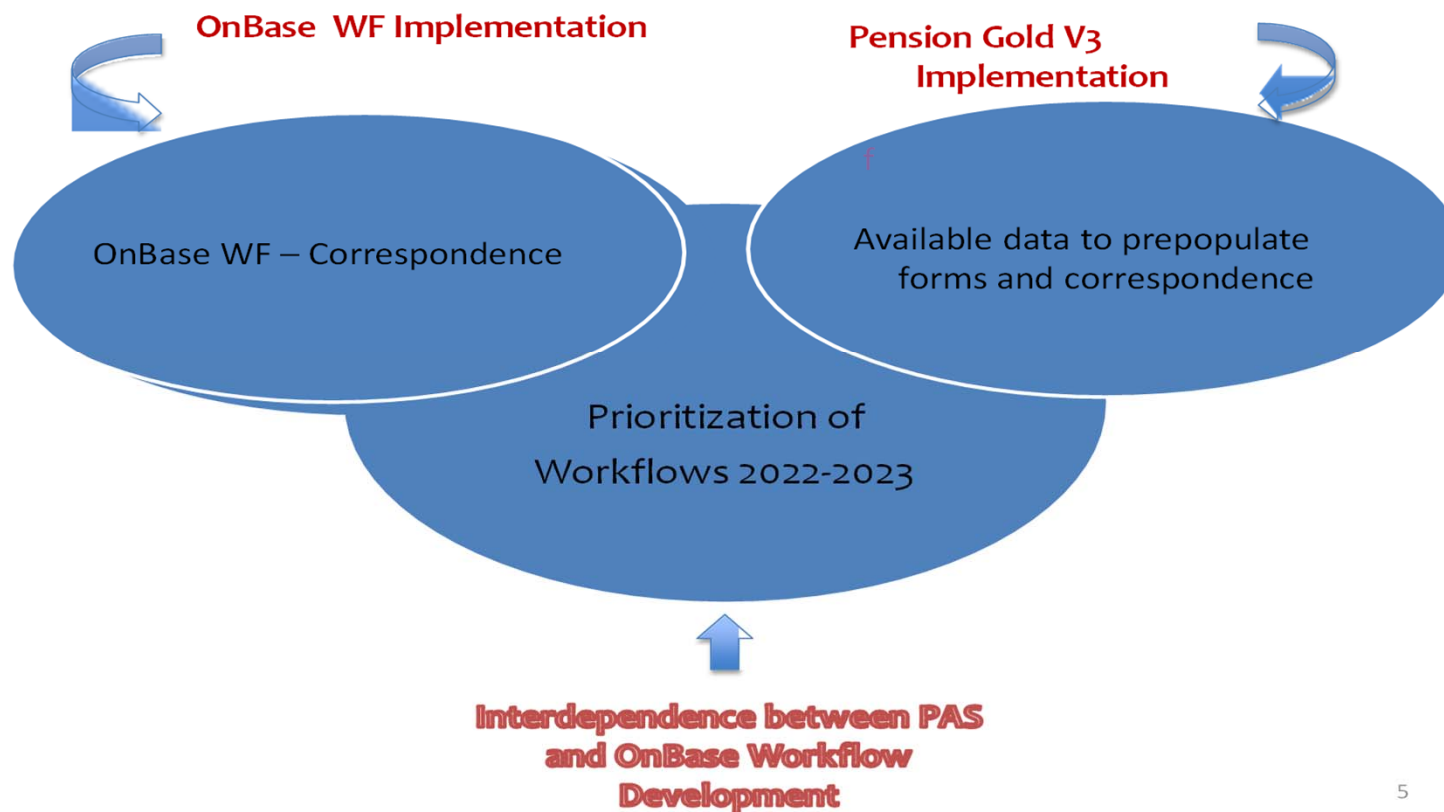 OnBase WF Implementation
Pension Gold V3
Implementation
f
OnBase WF – Correspondence
Available data to prepopulate
forms and correspondence
Prioritization of
Workflows 2022-2023
Interdependence between PAS
and OnBase Workflow
Development
5